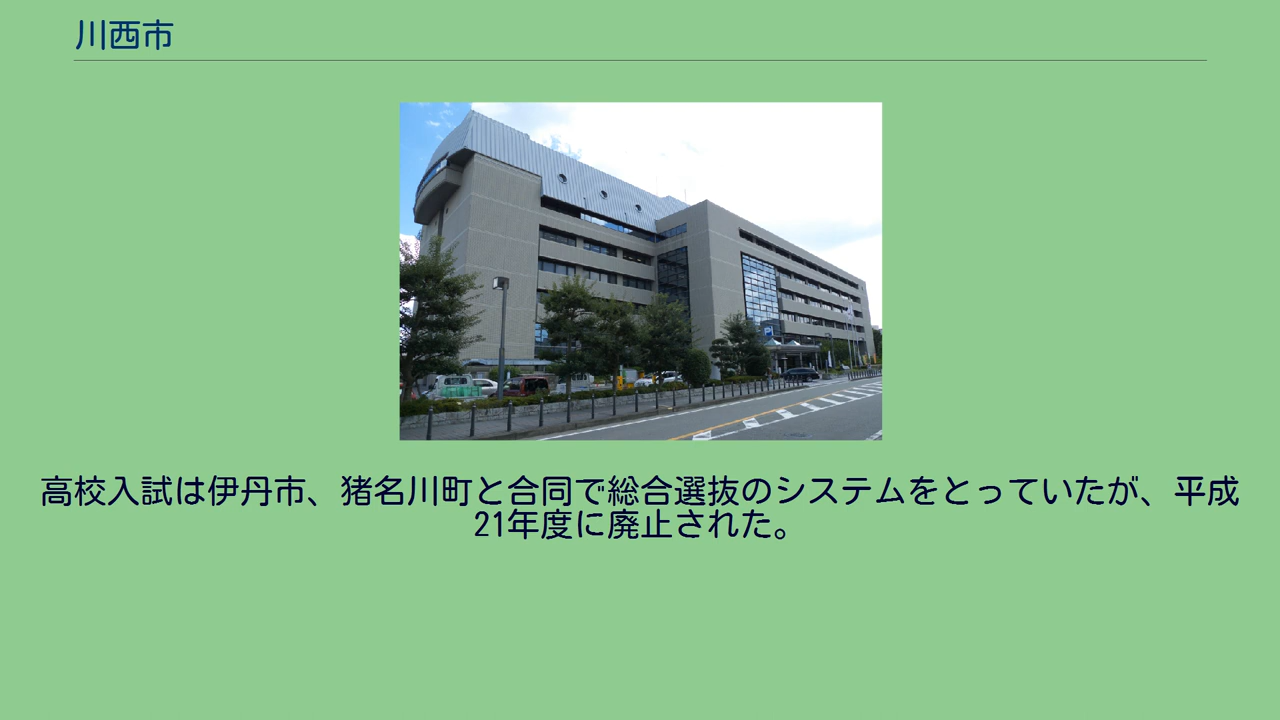 川西市
高校入試は伊丹市、猪名川町と合同で総合選抜のシステムをとっていたが、平成
21年度に廃止された。